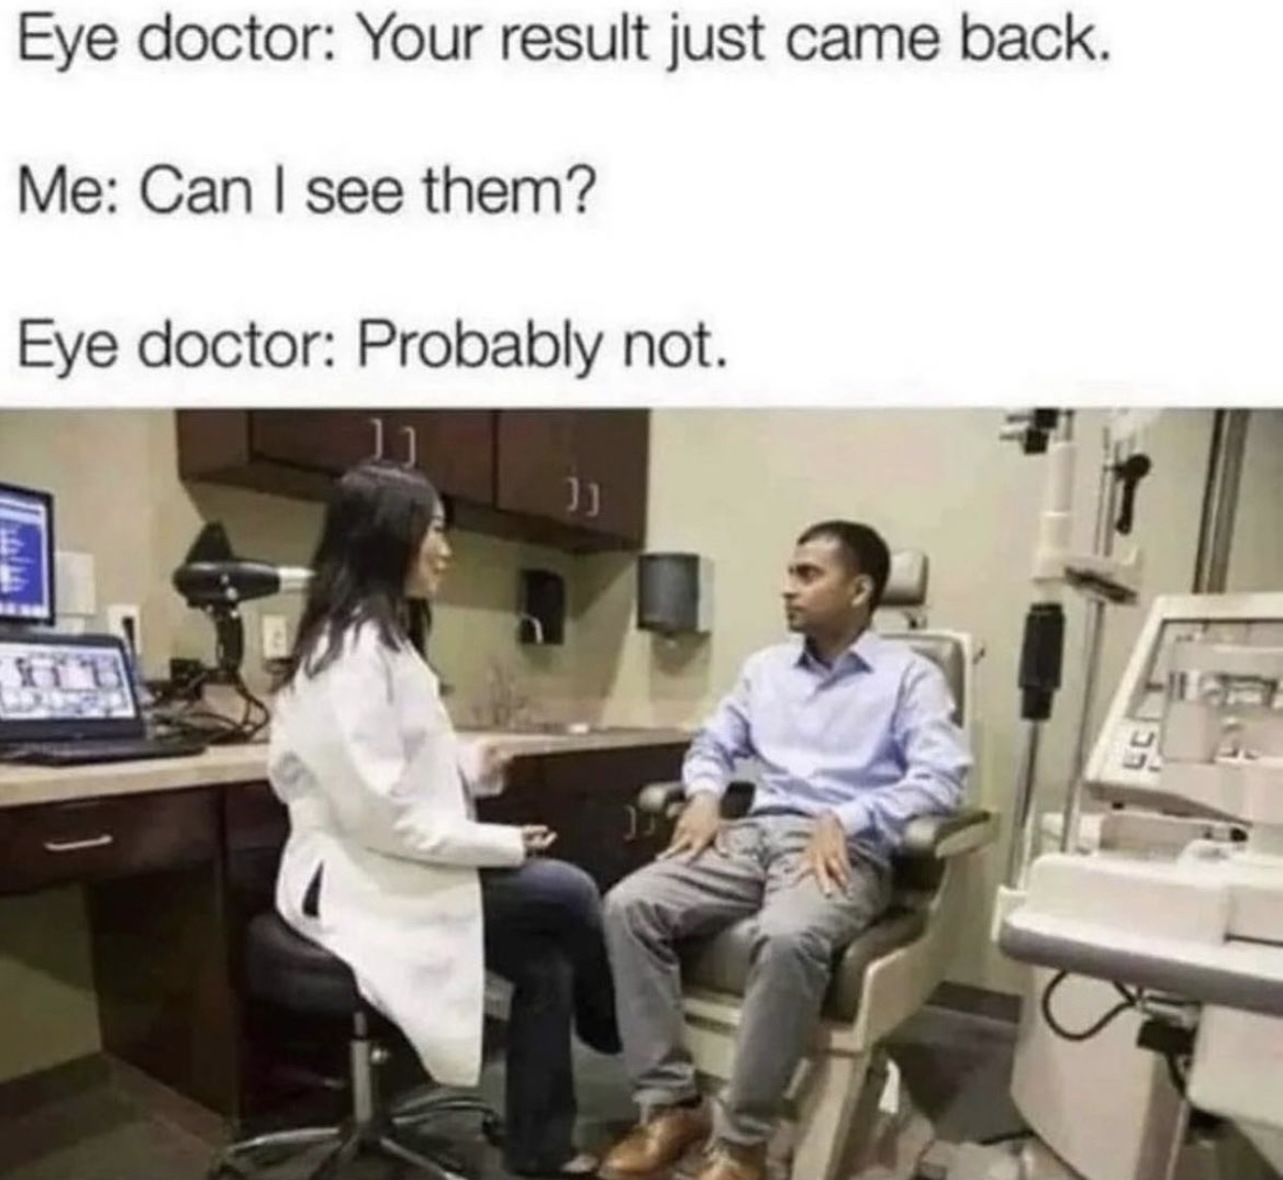 Eye doctor: Your result just came back.
Me: Can I see them?
Eye doctor: Probably not.